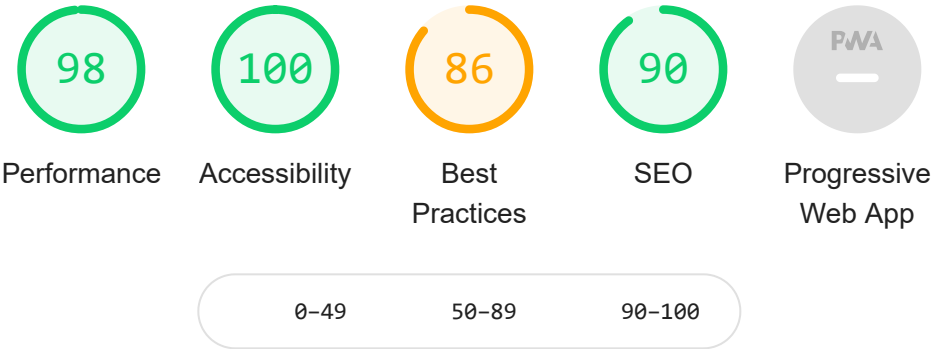 98 100 86 90 PWA
Performance Accessibility Best Practices SEO Progressive Web App
0–49 50–89 90–100